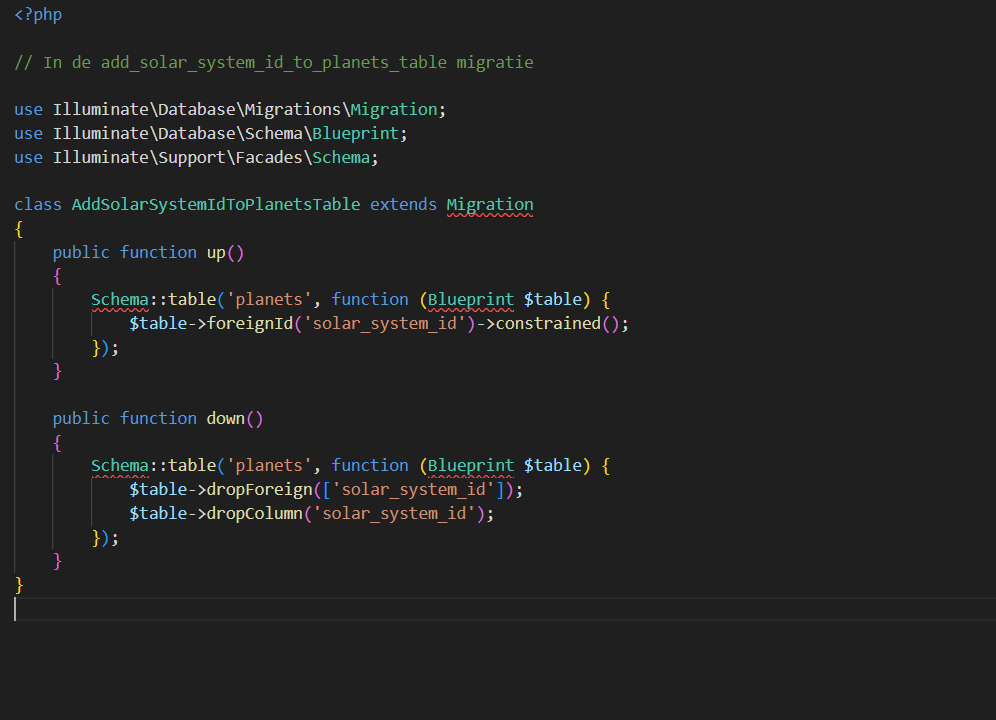 <?php
// In de add_solar_system_id_to_planets_table migratie
use Illuminate\Database\Migrations\Migration;
use Illuminate\Database\Schema\Blueprint;
use Illuminate\Support\Facades\Schema;
class AddSolarSystemIdToPlanetsTable extends Migration
{
    public function up()
    {
        Schema::table('planets', function (Blueprint $table) {
            $table->foreignId('solar_system_id')->constrained();
        });
    }
    public function down()
    {
        Schema::table('planets', function (Blueprint $table) {
            $table->dropForeign(['solar_system_id']);
            $table->dropColumn('solar_system_id');
        });
    }
}